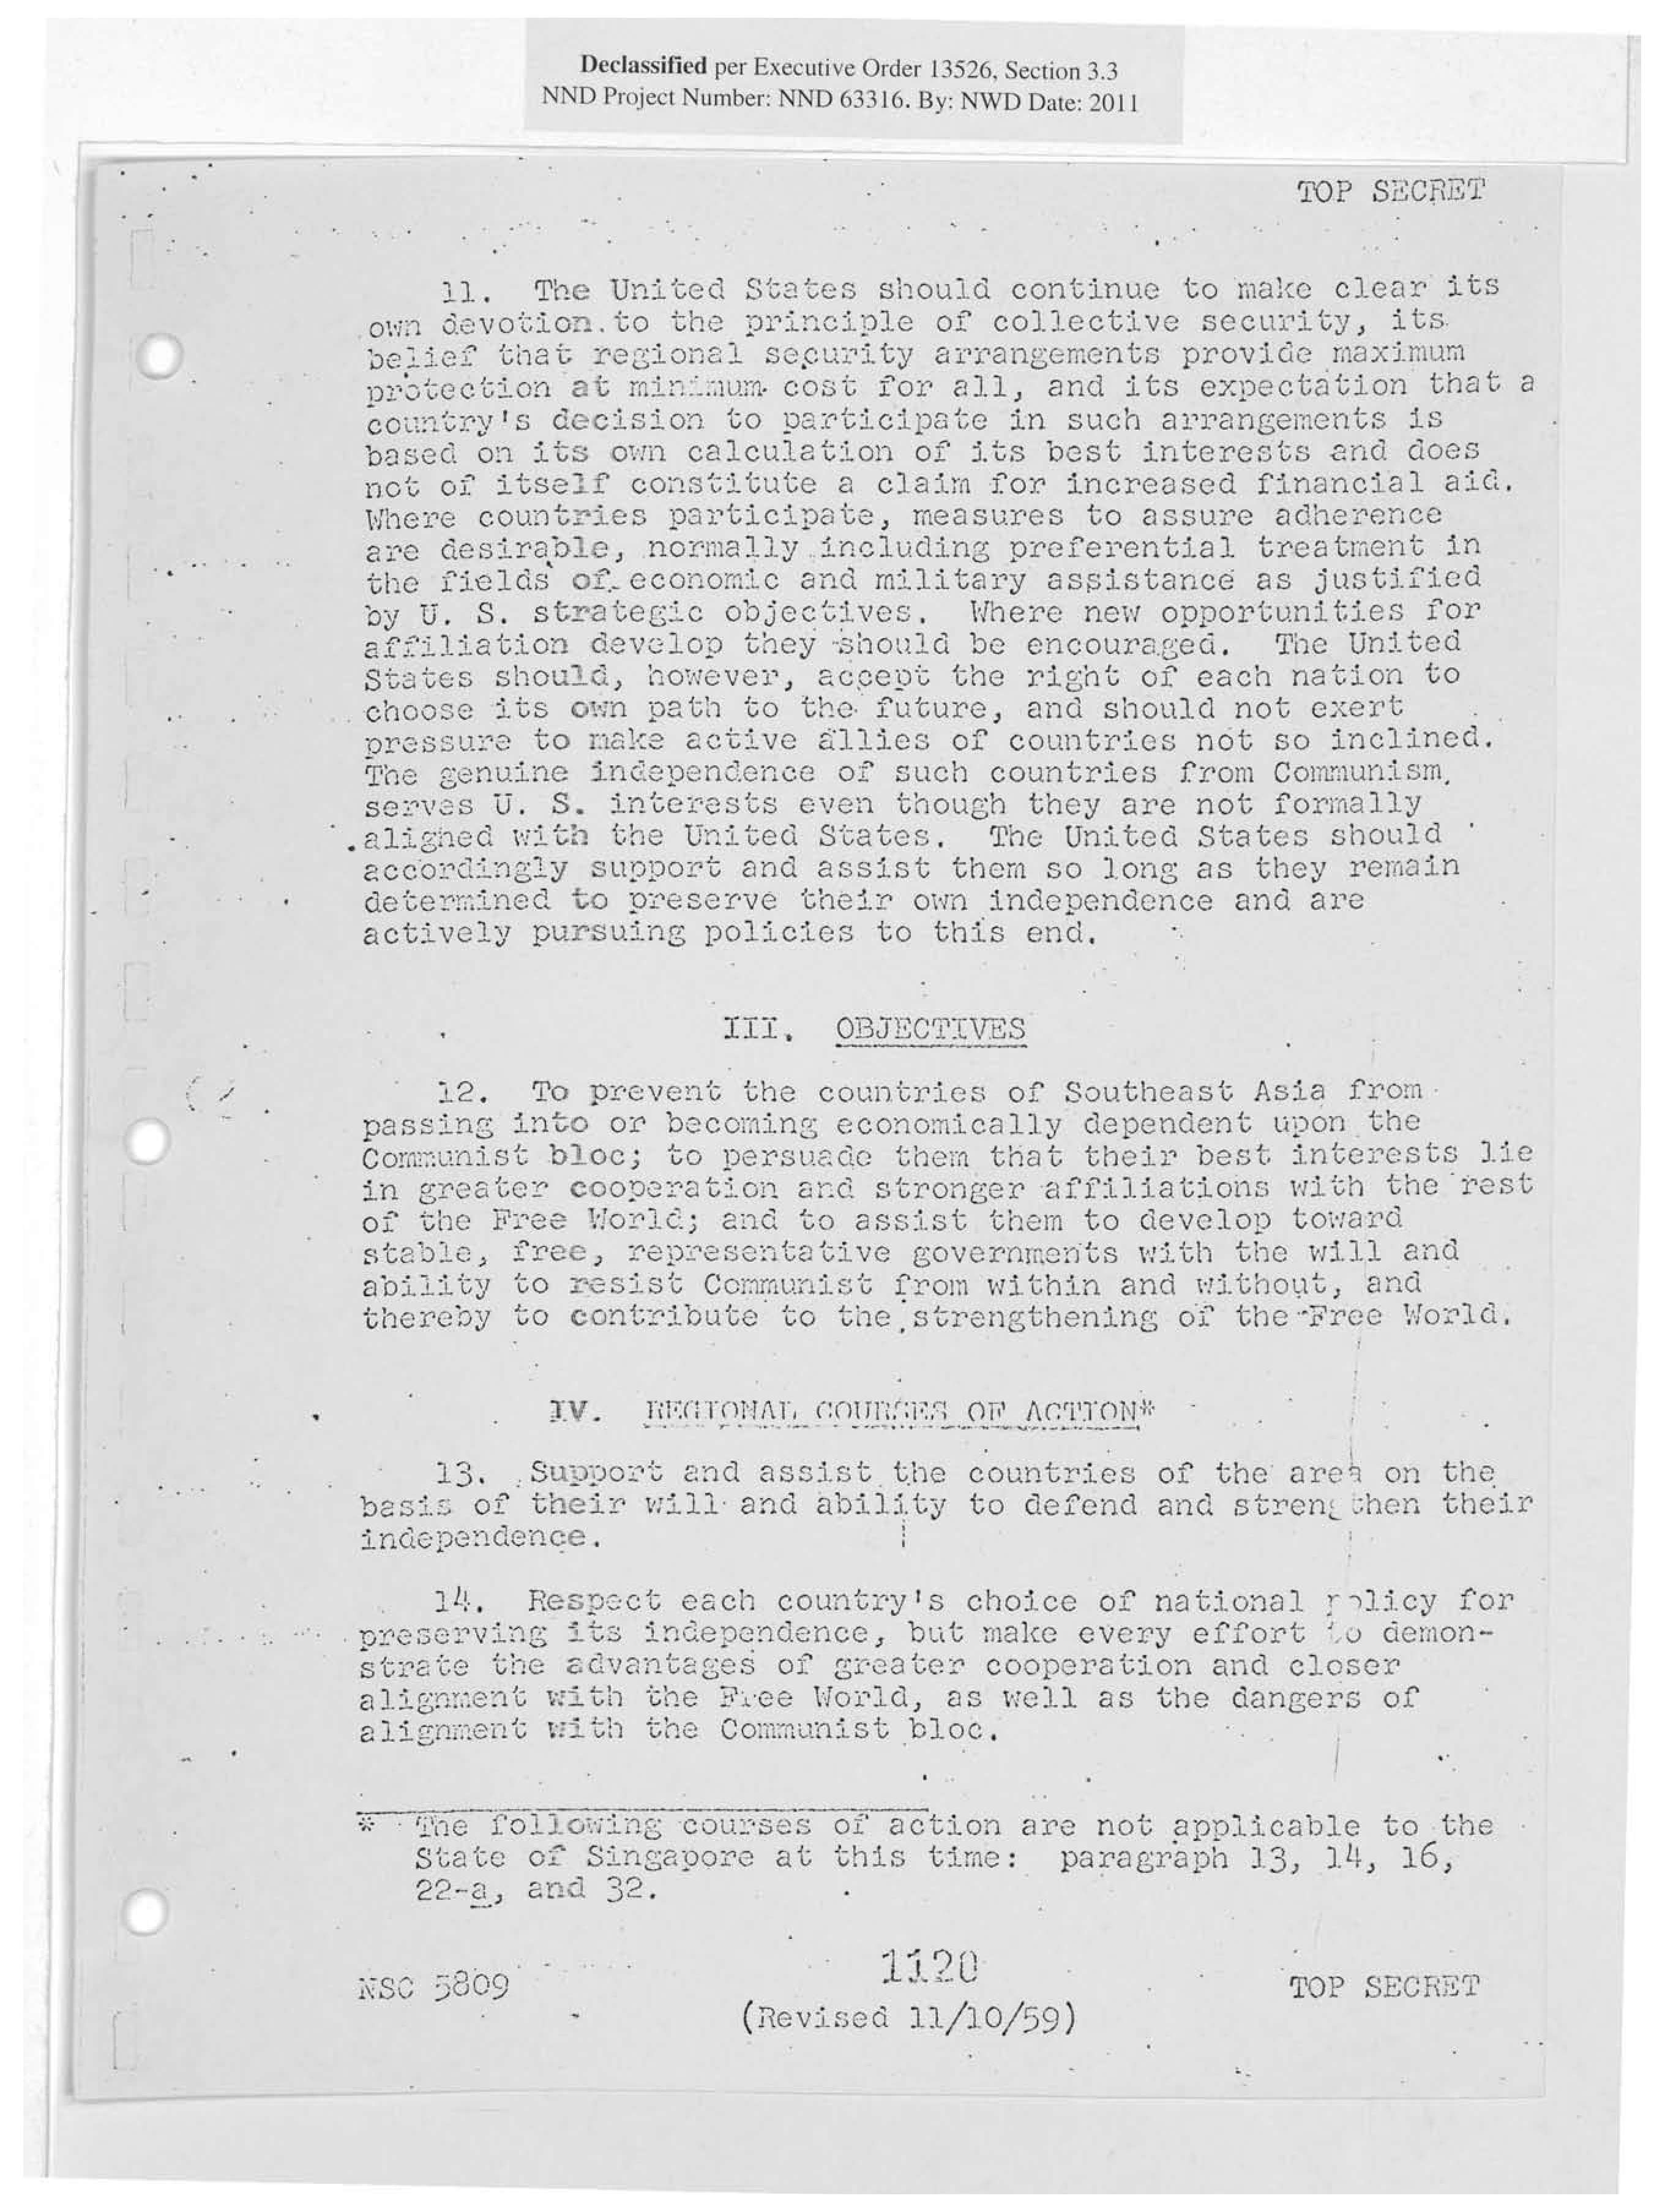 Declassified per Executive Order 13526, Section 3.3
NND Project Number: NND 63316. By: NWD Date: 2011
TOP SECRET
11. The United States should continue to make clear its
own devotion to the principle of collective security, its
belief that regional security arrangements provide maximum
protection at minimum cost for all, and its expectation that a
country's decision to participate in such arrangements is
based on its own calculation of its best interests and does
not of itself constitute a claim for increased financial aid.
Where countries participate, measures to assure adherence
are desirable, normally including preferential treatment in
the fields of economic and military assistance as justified
by U. S. strategic objectives. Where new opportunities for
affiliation develop they should be encouraged. The United
States should, however, accept the right of each nation to
choose its own path to the future, and should not exert
pressure to make active allies of countries not so inclined.
The genuine independence of such countries from Communism
serves U. S. interests even though they are not formally
aligned with the United States. The United States should
accordingly support and assist them so long as they remain
determined to preserve their own independence and are
actively pursuing policies to this end.
III. OBJECTIVES
12. To prevent the countries of Southeast Asia from
passing into or becoming economically dependent upon the
Communist bloc; to persuade them that their best interests lie
in greater cooperation and stronger affiliations with the rest
of the Free World; and to assist them to develop toward
stable, free, representative governments with the will and
ability to resist Communist from within and without, and
thereby to contribute to the strengthening of the Free World.
IV. REGIONAL COURSES OF ACTION*
13. Support and assist the countries of the area on the
basis of their will and ability to defend and strengthen their
independence.
14. Respect each country's choice of national policy for
preserving its independence, but make every effort to demon-
strate the advantages of greater cooperation and closer
alignment with the Free World, as well as the dangers of
alignment with the Communist bloc.
* The following courses of action are not applicable to the
State of Singapore at this time: paragraph 13, 14, 16,
22-a, and 32.
NSC 5809
1120
TOP SECRET
(Revised 11/10/59)